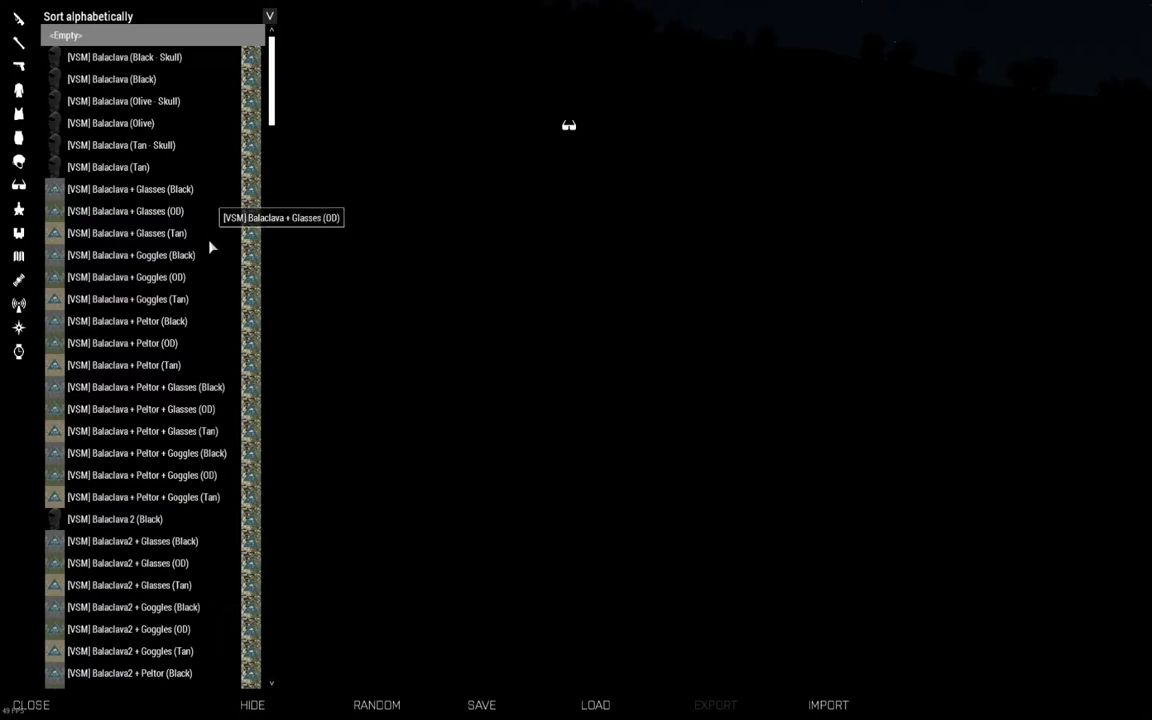 Sort alphabetically V
<Empty>
[VSM] Balaclava (Black - Skull)
[VSM] Balaclava (Black)
[VSM] Balaclava (Olive - Skull)
[VSM] Balaclava (Olive)
[VSM] Balaclava (Tan - Skull)
[VSM] Balaclava (Tan)
[VSM] Balaclava + Glasses (Black)
[VSM] Balaclava + Glasses (OD)
[VSM] Balaclava + Glasses (OD)
[VSM] Balaclava + Glasses (Tan)
[VSM] Balaclava + Goggles (Black)
[VSM] Balaclava + Goggles (OD)
[VSM] Balaclava + Goggles (Tan)
[VSM] Balaclava + Peltor (Black)
[VSM] Balaclava + Peltor (OD)
[VSM] Balaclava + Peltor (Tan)
[VSM] Balaclava + Peltor + Glasses (Black)
[VSM] Balaclava + Peltor + Glasses (OD)
[VSM] Balaclava + Peltor + Glasses (Tan)
[VSM] Balaclava + Peltor + Goggles (Black)
[VSM] Balaclava + Peltor + Goggles (OD)
[VSM] Balaclava + Peltor + Goggles (Tan)
[VSM] Balaclava 2 (Black)
[VSM] Balaclava2 + Glasses (Black)
[VSM] Balaclava2 + Glasses (OD)
[VSM] Balaclava2 + Glasses (Tan)
[VSM] Balaclava2 + Goggles (Black)
[VSM] Balaclava2 + Goggles (OD)
[VSM] Balaclava2 + Goggles (Tan)
[VSM] Balaclava2 + Peltor (Black)
CLOSE HIDE RANDOM SAVE LOAD EXPORT IMPORT
49 FPS